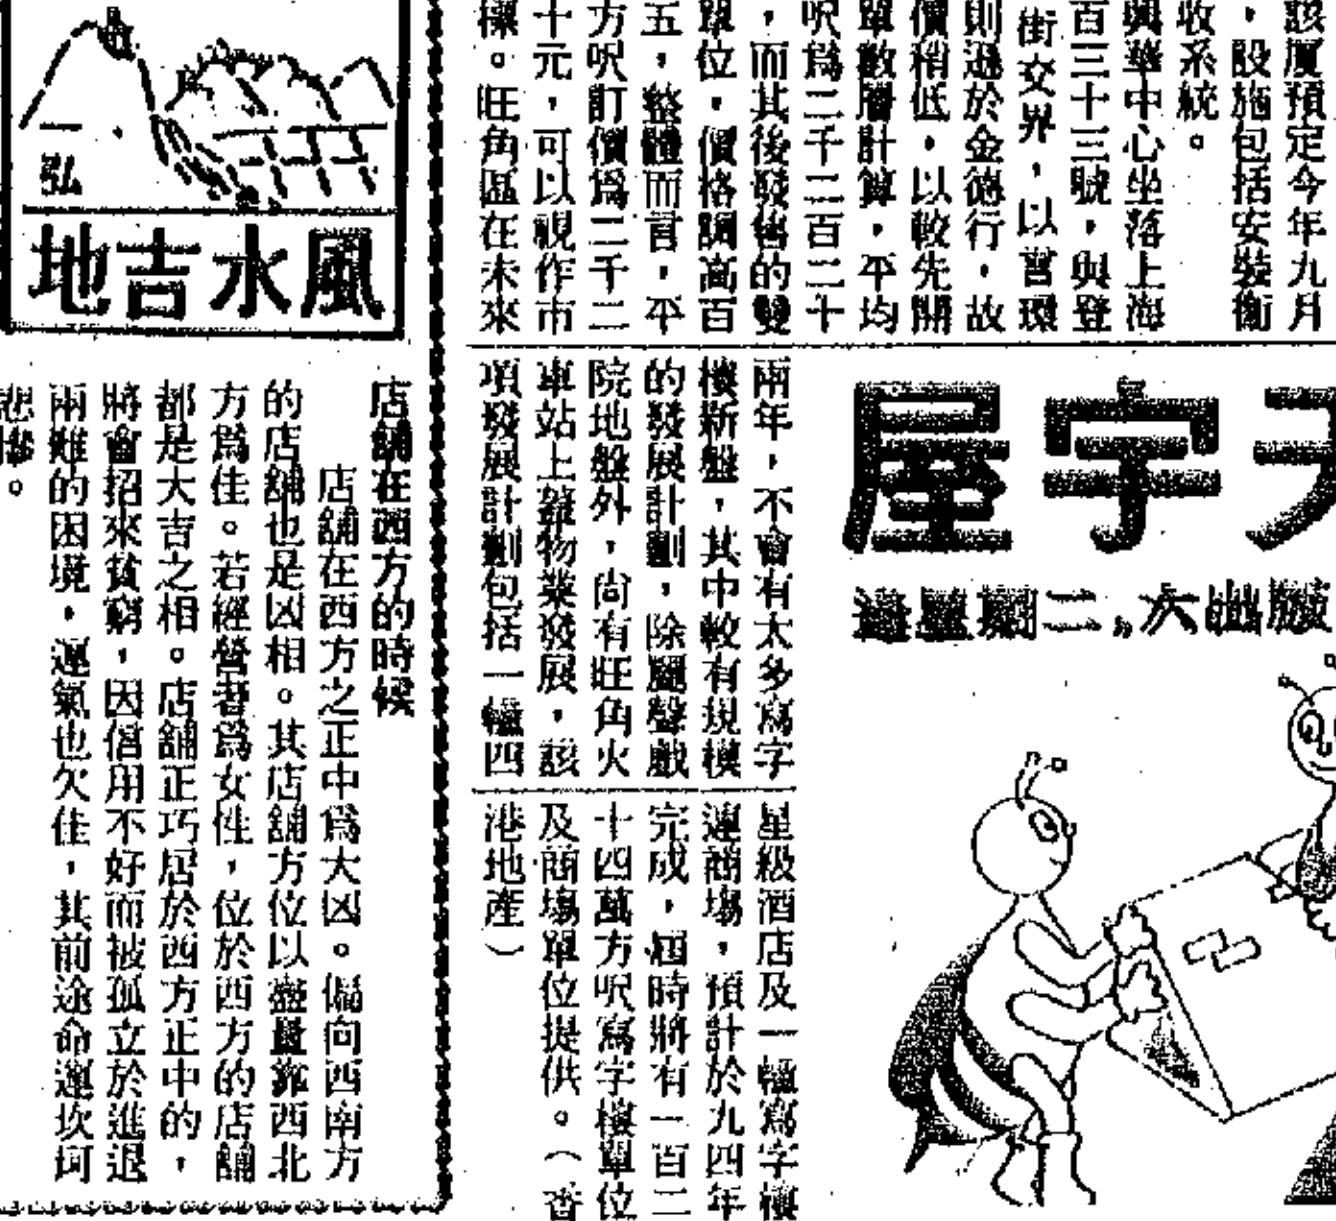 該厦預定今年九月
，設施包括安裝衞
收系統。
興華中心坐落上海
百三十三號，與登
街交界，以書環
則遜於金德行，故
價稍低，以較先開
單數層計算，平均
呎爲二千二百二十
，而其後發售的雙
單位，價格調高百
五，整體而言，平
方呎訂價爲二千二
十元，可以視作市
標。旺角區在未來
兩年，不會有太多寫字
樓新盤，其中較有規模
的發展計劃，除麗聲戲
院地盤外，尚有旺角火
車站上蓋物業發展，該
項發展計劃包括一幢四
星級酒店及一幢寫字樓
連商場，預計於九四年
完成，屆時將有一百二
十四萬方呎寫字樓單位
及商場單位提供。（香
港地產）
屋字
逢星期二，六出版
弘
風水吉地
店舖在西方的時候
店舖在西方之正中爲大凶。偏向西南方
的店舖也是凶相。其店舖方位以盡量靠西北
方爲佳。若經營者爲女性，位於西方的店舖
都是大吉之相。店舖正巧居於西方正中的，
將會招來貧窮，因信用不好而被孤立於進退
兩難的困境，運氣也欠佳，其前途命運坎坷
悲慘。